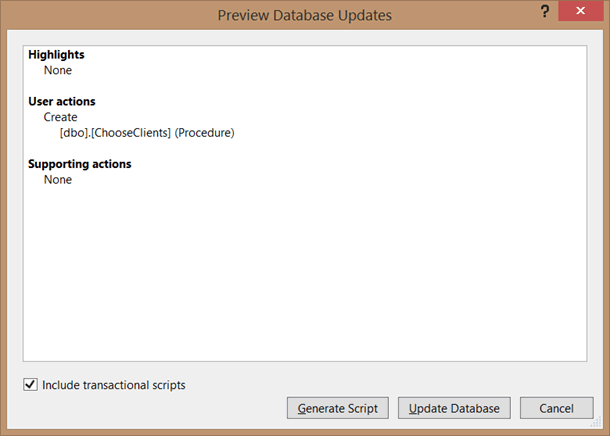 Preview Database Updates
?
Highlights
None
User actions
Create
[dbo].[ChooseClients] (Procedure)
Supporting actions
None
Include transactional scripts
Generate Script
Update Database
Cancel